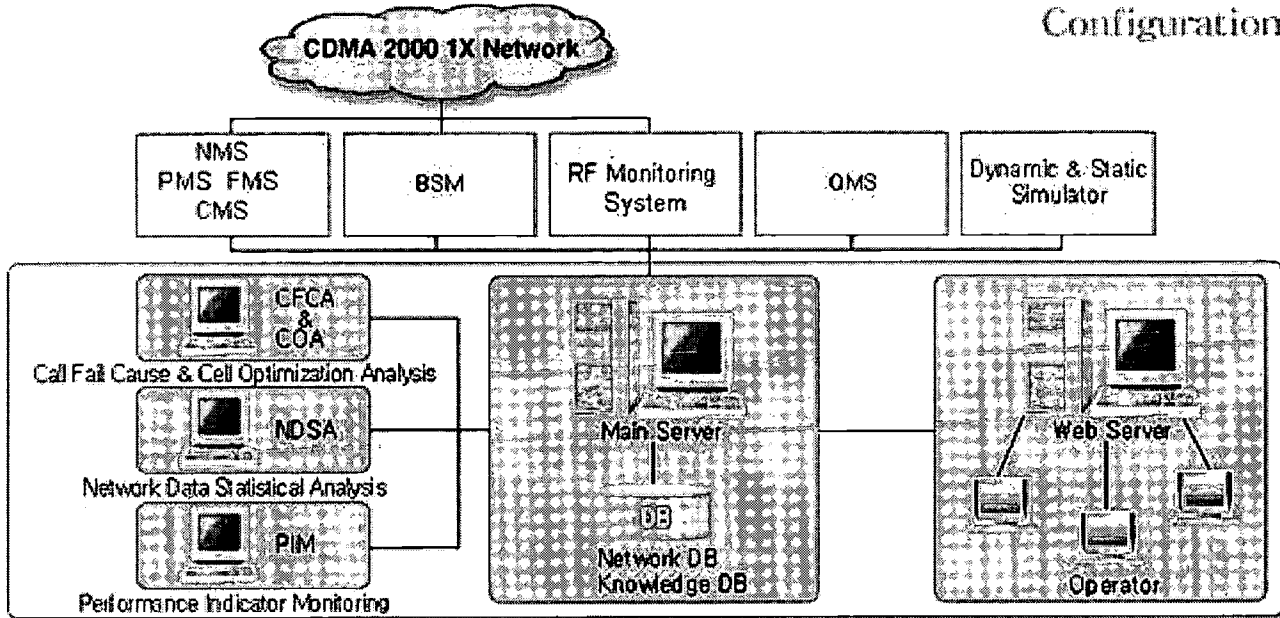 Configuration
CDMA 2000 1X Network
NMS
PMS FMS
CMS
BSM
RF Monitoring
System
QMS
Dynamic & Static
Simulator
CFCA
&
COA
Call Fail Cause & Cell Optimization Analysis
NDSA
Network Data Statistical Analysis
PIM
Performance Indicator Monitoring
Main Server
DB
Network DB
Knowledge DB
Web Server
Operator